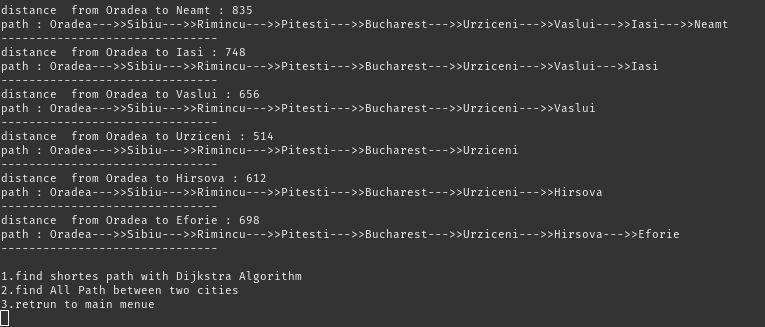 distance  from Oradea to Neamt : 835
path : Oradea--->>Sibiu--->>Rimincu--->>Pitesti--->>Bucharest--->>Urziceni--->>Vaslui--->>Iasi--->>Neamt
-------------------------------
distance  from Oradea to Iasi : 748
path : Oradea--->>Sibiu--->>Rimincu--->>Pitesti--->>Bucharest--->>Urziceni--->>Vaslui--->>Iasi
-------------------------------
distance  from Oradea to Vaslui : 656
path : Oradea--->>Sibiu--->>Rimincu--->>Pitesti--->>Bucharest--->>Urziceni--->>Vaslui
-------------------------------
distance  from Oradea to Urziceni : 514
path : Oradea--->>Sibiu--->>Rimincu--->>Pitesti--->>Bucharest--->>Urziceni
-------------------------------
distance  from Oradea to Hirsova : 612
path : Oradea--->>Sibiu--->>Rimincu--->>Pitesti--->>Bucharest--->>Urziceni--->>Hirsova
-------------------------------
distance  from Oradea to Eforie : 698
path : Oradea--->>Sibiu--->>Rimincu--->>Pitesti--->>Bucharest--->>Urziceni--->>Hirsova--->>Eforie
-------------------------------
1.find shortes path with Dijkstra Algorithm
2.find All Path between two cities
3.retrun to main menue